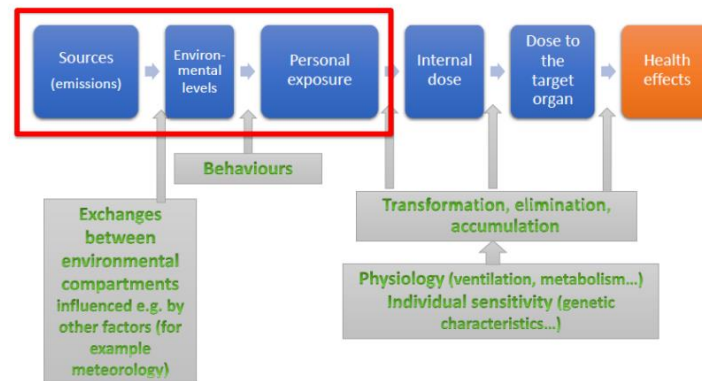 Sources
(emissions)
Environ-
mental
levels
Personal
exposure
Internal
dose
Dose to
the
target
organ
Health
effects
Behaviours
Exchanges
between
environmental
compartments
influenced e.g. by
other factors (for
example
meteorology)
Transformation, elimination,
accumulation
Physiology (ventilation, metabolism...)
Individual sensitivity (genetic
characteristics...)